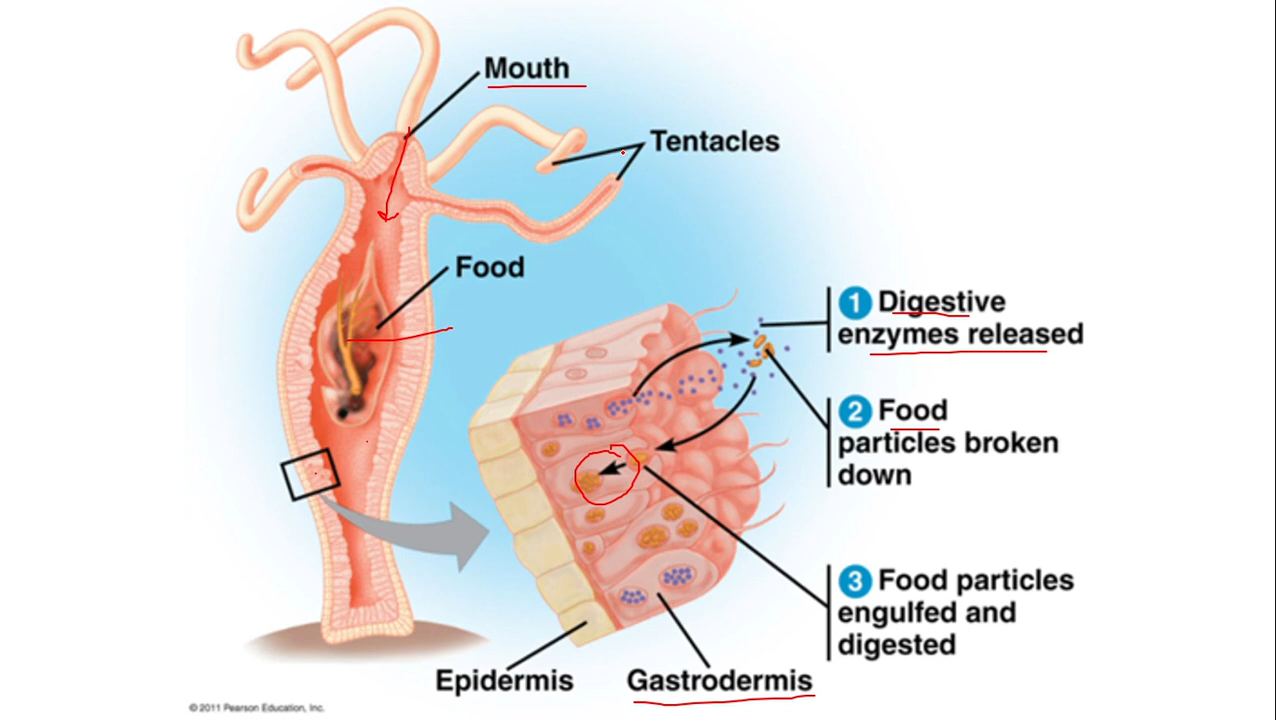 Mouth
Tentacles
Food
1 Digestive
enzymes released
2 Food
particles broken
down
3 Food particles
engulfed and
digested
Epidermis
Gastrodermis
© 2011 Pearson Education, Inc.